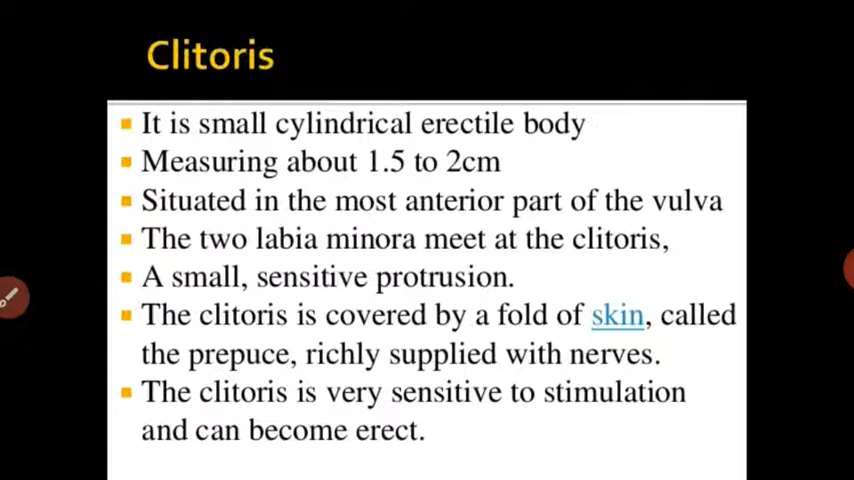 Clitoris
It is small cylindrical erectile body
Measuring about 1.5 to 2cm
Situated in the most anterior part of the vulva
The two labia minora meet at the clitoris,
A small, sensitive protrusion.
The clitoris is covered by a fold of skin, called
the prepuce, richly supplied with nerves.
The clitoris is very sensitive to stimulation
and can become erect.